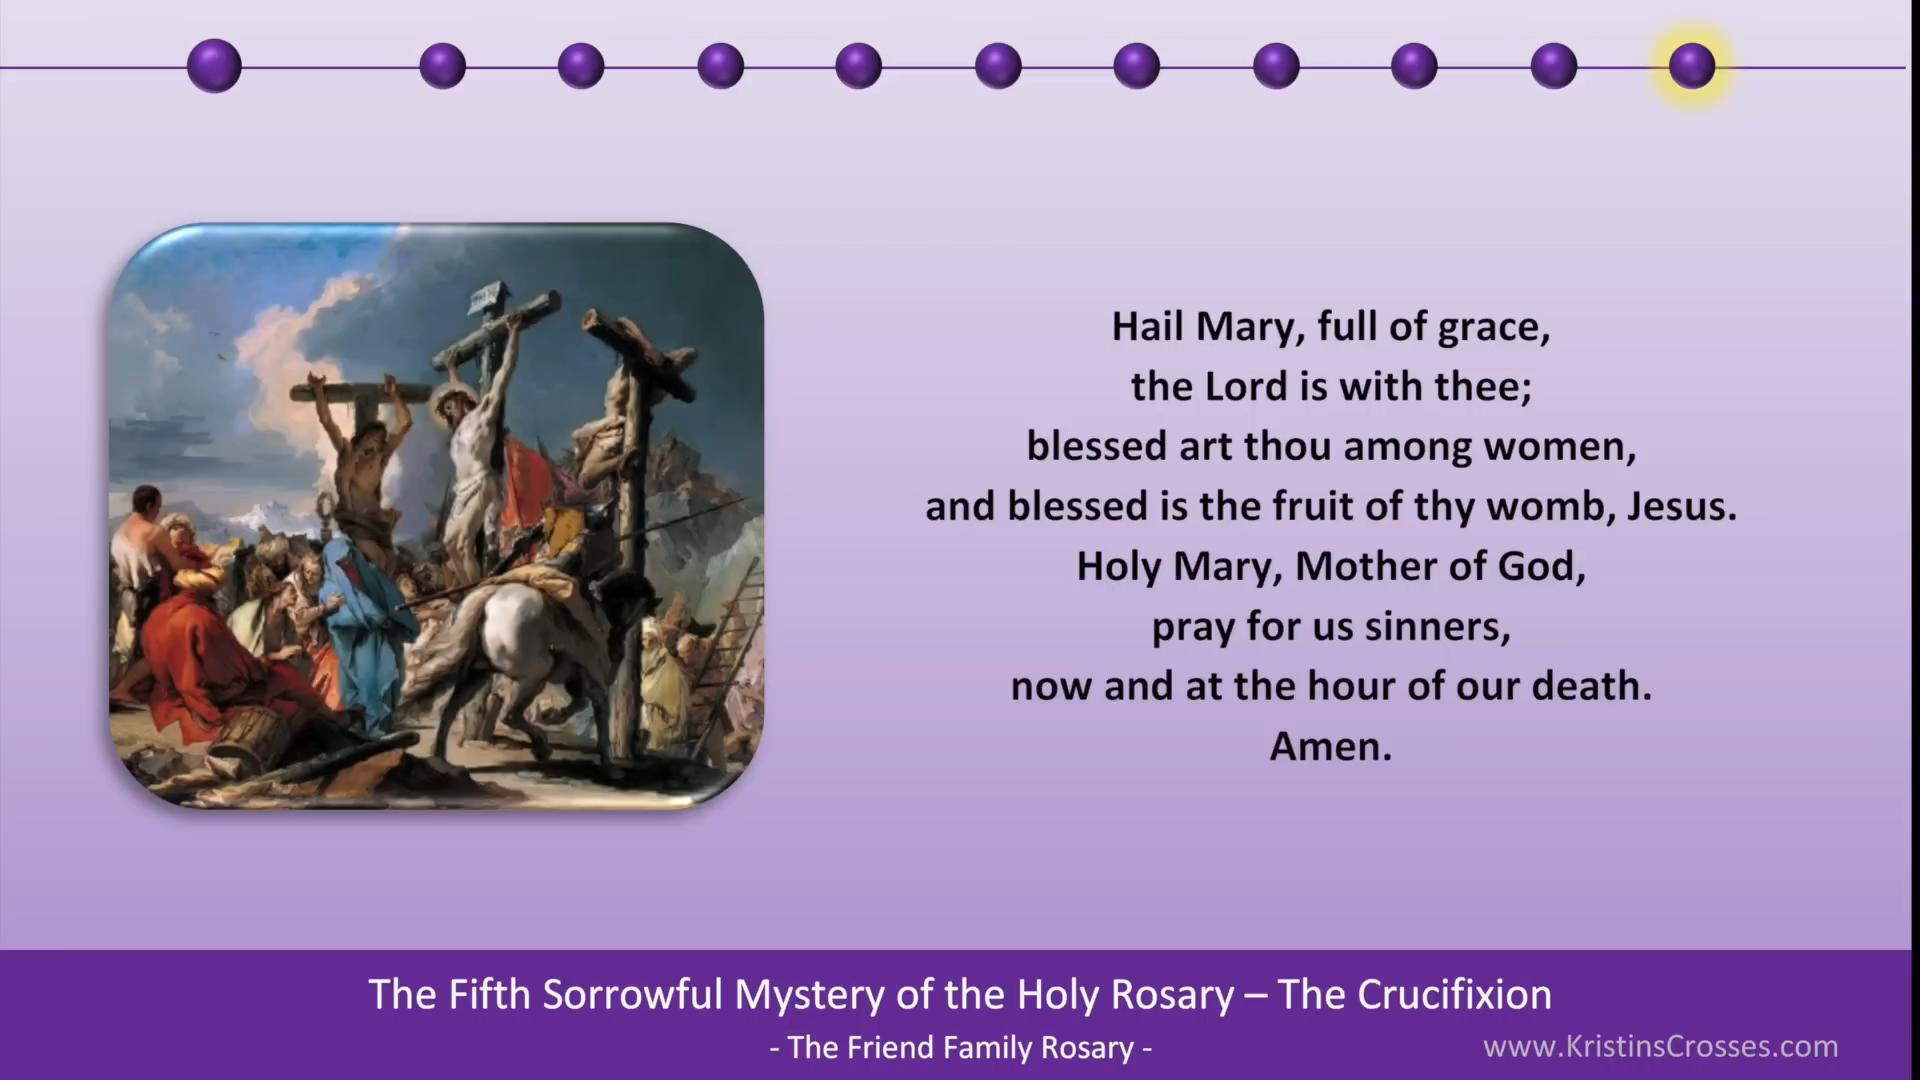 Hail Mary, full of grace,
the Lord is with thee;
blessed art thou among women,
and blessed is the fruit of thy womb, Jesus.
Holy Mary, Mother of God,
pray for us sinners,
now and at the hour of our death.
Amen.
The Fifth Sorrowful Mystery of the Holy Rosary – The Crucifixion
- The Friend Family Rosary -
www.KristinsCrosses.com